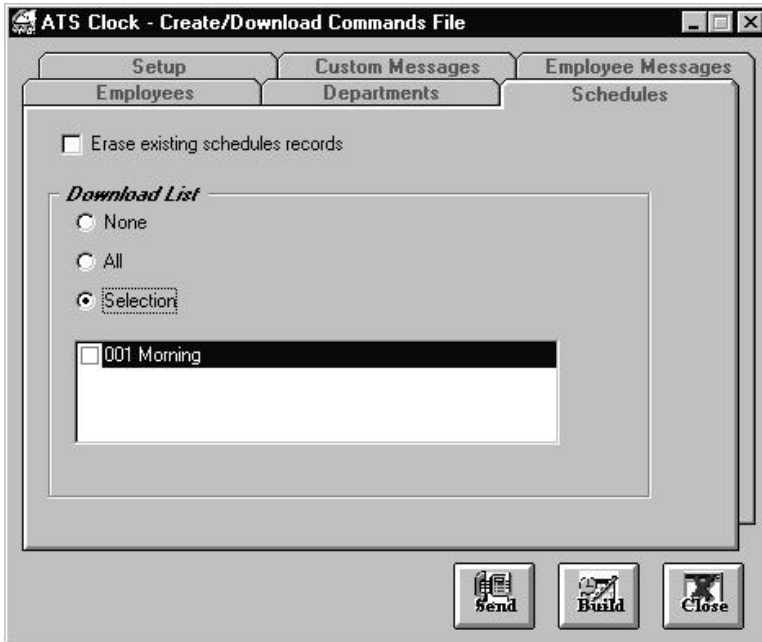 ATS Clock - Create/Download Commands File
Setup Custom Messages Employee Messages
Employees Departments Schedules
Erase existing schedules records
Download List
None
All
Selection
001 Morning
Send Build Close